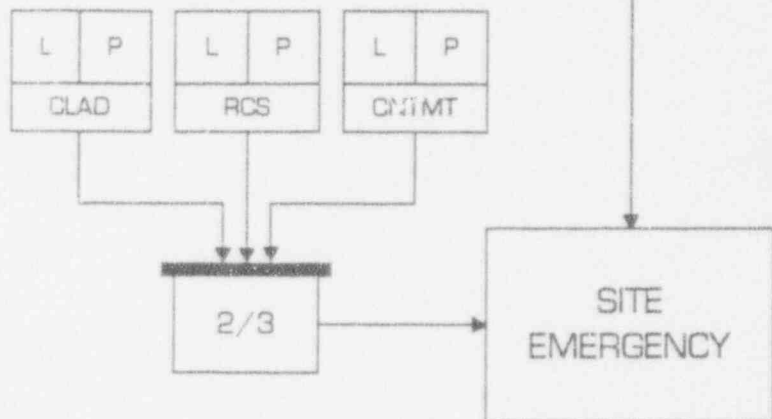 L P L P L P
CLAD RCS CNTMT
2/3
SITE
EMERGENCY